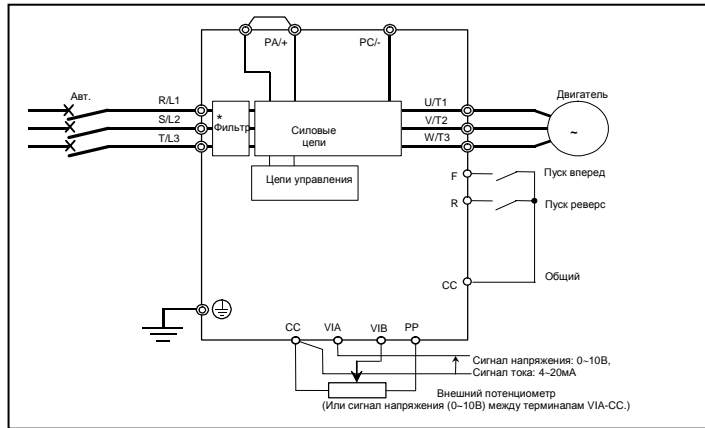 PA/+ PC/-
Авт.
R/L1 U/T1 Двигатель
S/L2 V/T2
T/L3 W/T3
*
Фильтр
Силовые
цепи
~
Цепи управления
F Пуск вперед
R Пуск реверс
CC Общий
CC VIA VIB PP
Сигнал напряжения: 0~10В,
Сигнал тока: 4~20мА
Внешний потенциометр
(Или сигнал напряжения (0~10В) между терминалам VIA-CC.)